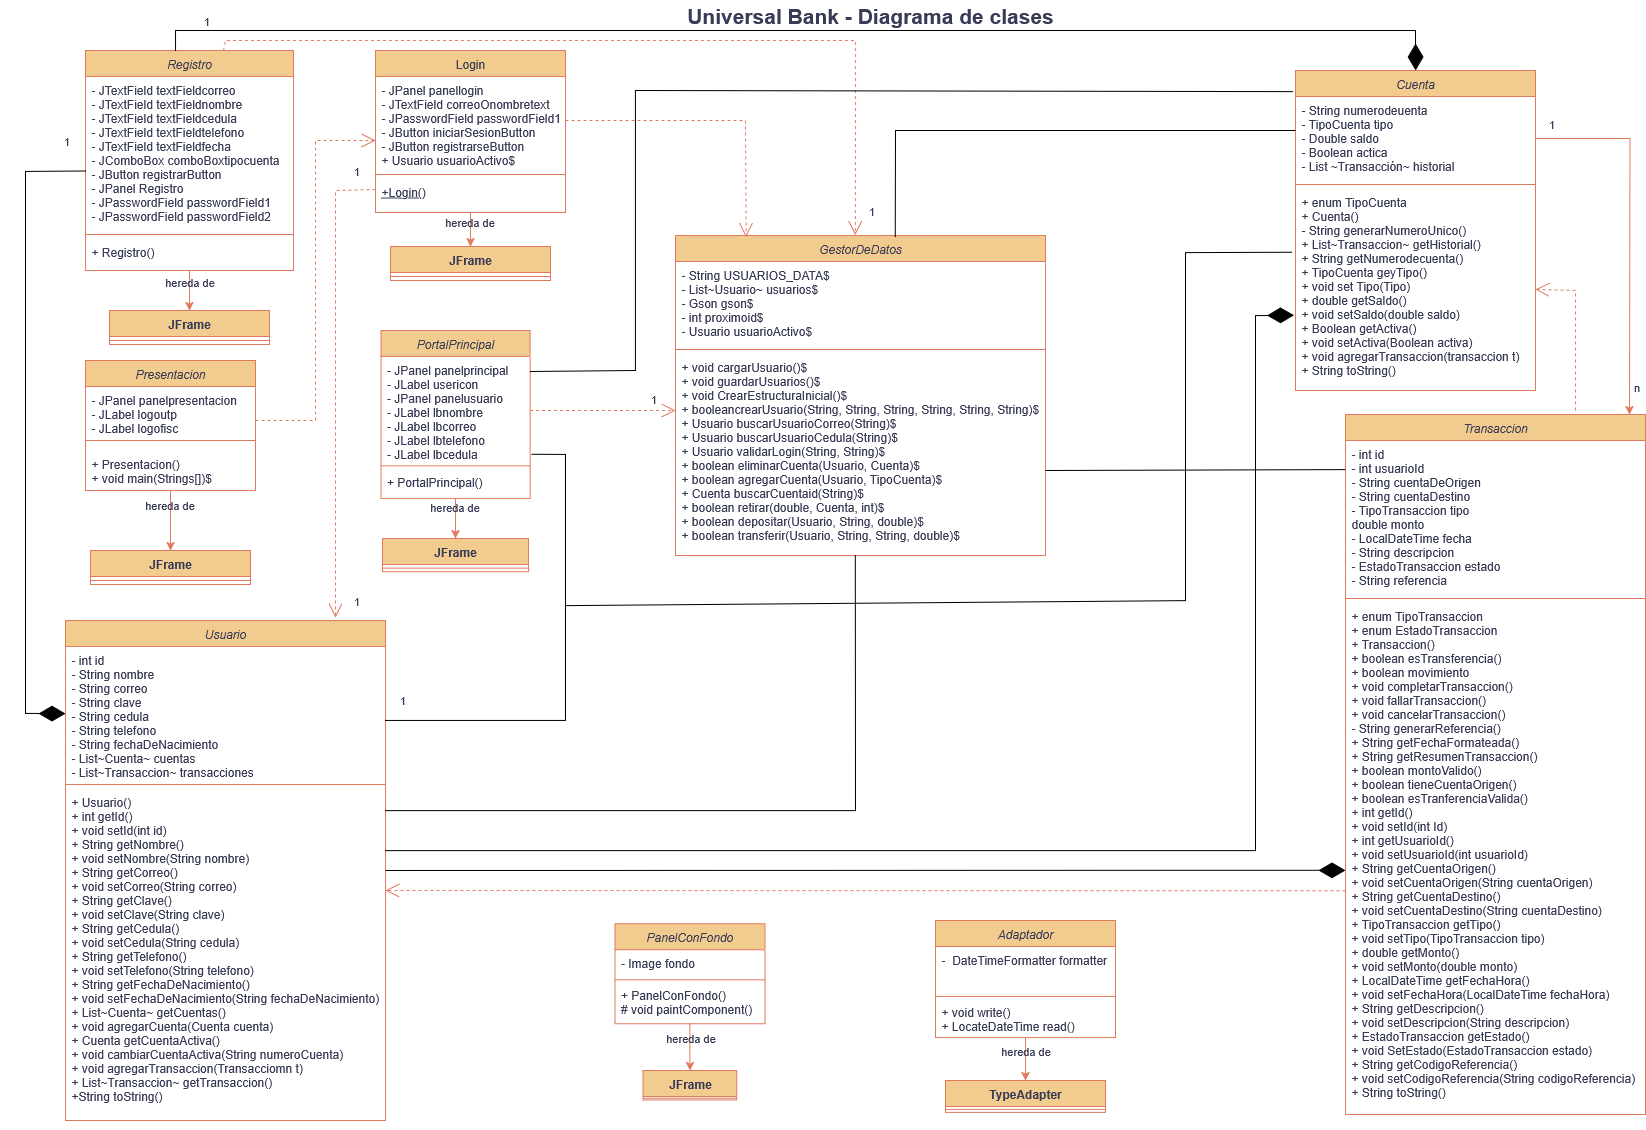 Universal Bank - Diagrama de clases
1
Registro
- JTextField textFieldcorreo
- JTextField textFieldnombre
- JTextField textFieldcedula
- JTextField textFieldtelefono
- JTextField textFieldfecha
- JComboBox comboBoxtipocuenta
- JButton registrarButton
- JPanel Registro
- JPasswordField passwordField1
- JPasswordField passwordField2
+ Registro()
hereda de
JFrame
1
Login
- JPanel panellogin
- JTextField correoOnombretext
- JPasswordField passwordField1
- JButton iniciarSesionButton
- JButton registrarseButton
+ Usuario usuarioActivo$
+Login()
hereda de
JFrame
1
Cuenta
- String numerodeuenta
- TipoCuenta tipo
- Double saldo
- Boolean actica
- List ~Transacción~ historial
+ enum TipoCuenta
+ Cuenta()
- String generarNumeroUnico()
+ List~Transaccion~ getHistorial()
+ String getNumerodecuenta()
+ TipoCuenta geyTipo()
+ void set Tipo(Tipo)
+ double getSaldo()
+ void setSaldo(double saldo)
+ Boolean getActiva()
+ void setActiva(Boolean activa)
+ void agregarTransaccion(transaccion t)
+ String toString()
1
n
1
GestorDeDatos
- String USUARIOS_DATA$
- List~Usuario~ usuarios$
- Gson gson$
- int proximoid$
- Usuario usuarioActivo$
+ void cargarUsuario()$
+ void guardarUsuarios()$
+ void CrearEstructuraInicial()$
+ booleancrearUsuario(String, String, String, String, String, String)$
+ Usuario buscarUsuarioCorreo(String)$
+ Usuario buscarUsuarioCedula(String)$
+ Usuario validarLogin(String, String)$
+ boolean eliminarCuenta(Usuario, Cuenta)$
+ boolean agregarCuenta(Usuario, TipoCuenta)$
+ Cuenta buscarCuentaid(String)$
+ boolean retirar(double, Cuenta, int)$
+ boolean depositar(Usuario, String, double)$
+ boolean transferir(Usuario, String, String, double)$
1
PortalPrincipal
- JPanel panelprincipal
- JLabel usericon
- JPanel panelusuario
- JLabel lbnombre
- JLabel lbcorreo
- JLabel lbtelefono
- JLabel lbcedula
+ PortalPrincipal()
hereda de
JFrame
Presentacion
- JPanel panelpresentacion
- JLabel logoutp
- JLabel logofisc
+ Presentacion()
+ void main(Strings[])$
hereda de
JFrame
Transaccion
- int id
- int usuarioId
- String cuentaDeOrigen
- String cuentaDestino
- TipoTransaccion tipo
double monto
- LocalDateTime fecha
- String descripcion
- EstadoTransaccion estado
- String referencia
+ enum TipoTransaccion
+ enum EstadoTransaccion
+ Transaccion()
+ boolean esTransferencia()
+ boolean movimiento
+ void completarTransaccion()
+ void fallarTransaccion()
+ void cancelarTransaccion()
- String generarReferencia()
+ String getFechaFormateada()
+ String getResumenTransaccion()
+ boolean montoValido()
+ boolean tieneCuentaOrigen()
+ boolean esTranferenciaValida()
+ int getId()
+ void setId(int Id)
+ int getUsuarioId()
+ void setUsuarioId(int usuarioId)
+ String getCuentaOrigen()
+ void setCuentaOrigen(String cuentaOrigen)
+ String getCuentaDestino()
+ void setCuentaDestino(String cuentaDestino)
+ TipoTransaccion getTipo()
+ void setTipo(TipoTransaccion tipo)
+ double getMonto()
+ void setMonto(double monto)
+ LocalDateTime getFechaHora()
+ void setFechaHora(LocalDateTime fechaHora)
+ String getDescripcion()
+ void setDescripcion(String descripcion)
+ EstadoTransaccion getEstado()
+ void SetEstado(EstadoTransaccion estado)
+ String getCodigoReferencia()
+ void setCodigoReferencia(String codigoReferencia)
+ String toString()
1
1
Usuario
- int id
- String nombre
- String correo
- String clave
- String cedula
- String telefono
- String fechaDeNacimiento
- List~Cuenta~ cuentas
- List~Transaccion~ transacciones
+ Usuario()
+ int getId()
+ void setId(int id)
+ String getNombre()
+ void setNombre(String nombre)
+ String getCorreo()
+ void setCorreo(String correo)
+ String getClave()
+ void setClave(String clave)
+ String getCedula()
+ void setCedula(String cedula)
+ String getTelefono()
+ void setTelefono(String telefono)
+ String getFechaDeNacimiento()
+ void setFechaDeNacimiento(String fechaDeNacimiento)
+ List~Cuenta~ getCuentas()
+ void agregarCuenta(Cuenta cuenta)
+ Cuenta getCuentaActiva()
+ void cambiarCuentaActiva(String numeroCuenta)
+ void agregarTransaccion(Transacciomn t)
+ List~Transaccion~ getTransaccion()
+String toString()
1
PanelConFondo
- Image fondo
+ PanelConFondo()
# void paintComponent()
hereda de
JFrame
Adaptador
- DateTimeFormatter formatter
+ void write()
+ LocateDateTime read()
hereda de
TypeAdapter